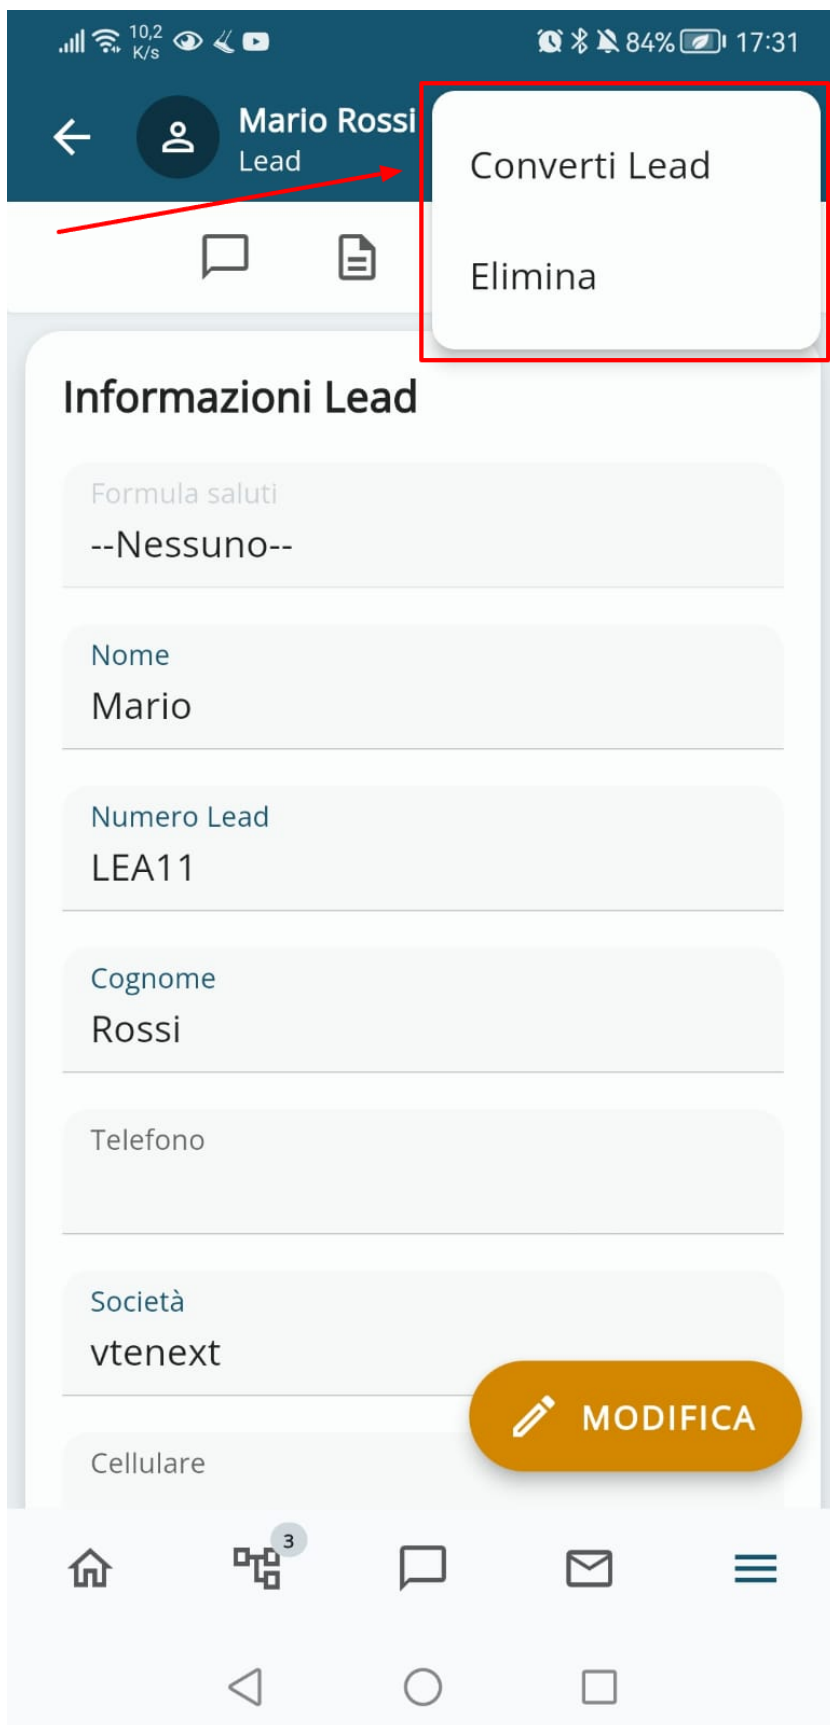 10,2
K/s
84%
17:31
Mario Rossi
Lead
Converti Lead
Elimina
Informazioni Lead
Formula saluti
--Nessuno--
Nome
Mario
Numero Lead
LEA11
Cognome
Rossi
Telefono
Società
vtenext
MODIFICA
Cellulare
3